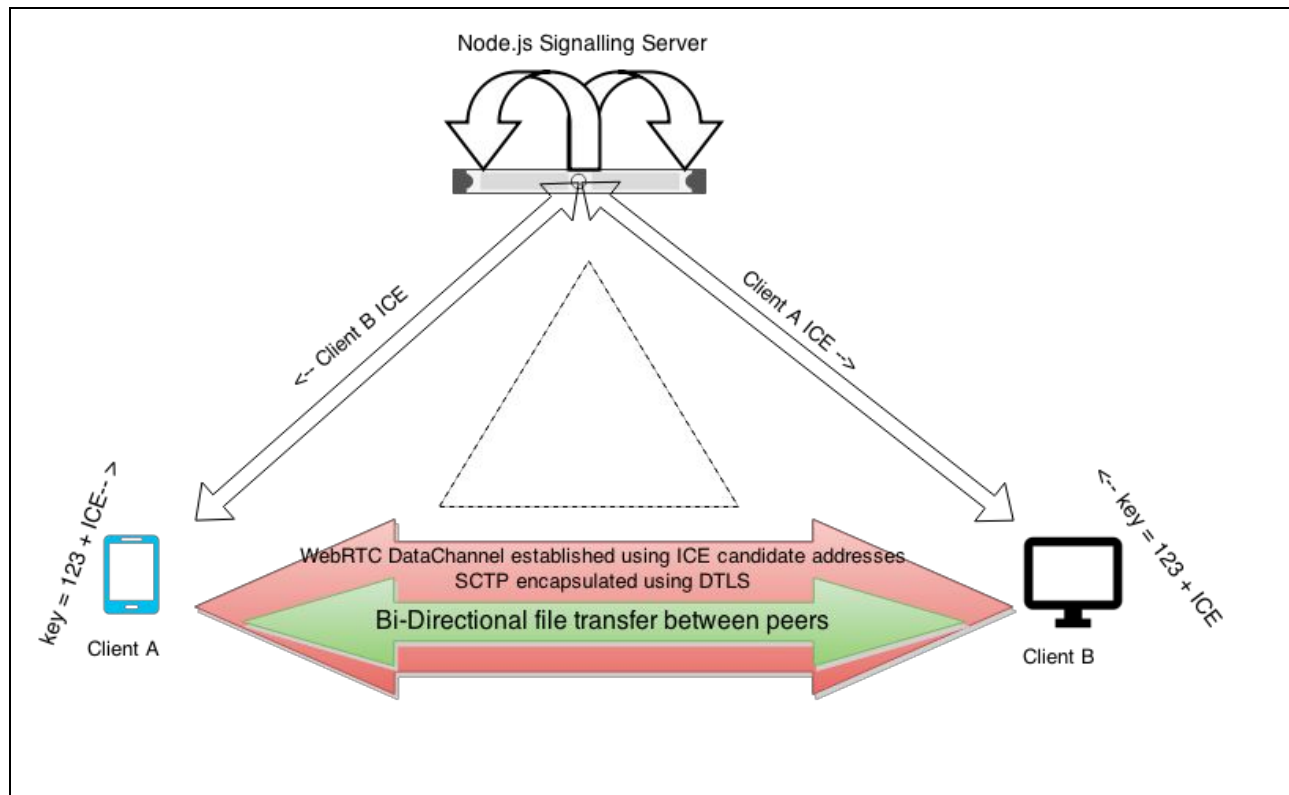 Node.js Signalling Server
<-- Client B ICE
Client A ICE -->
key = 123 + ICE-- >
<-- key = 123 + ICE
WebRTC DataChannel established using ICE candidate addresses
SCTP encapsulated using DTLS
Bi-Directional file transfer between peers
Client A
Client B